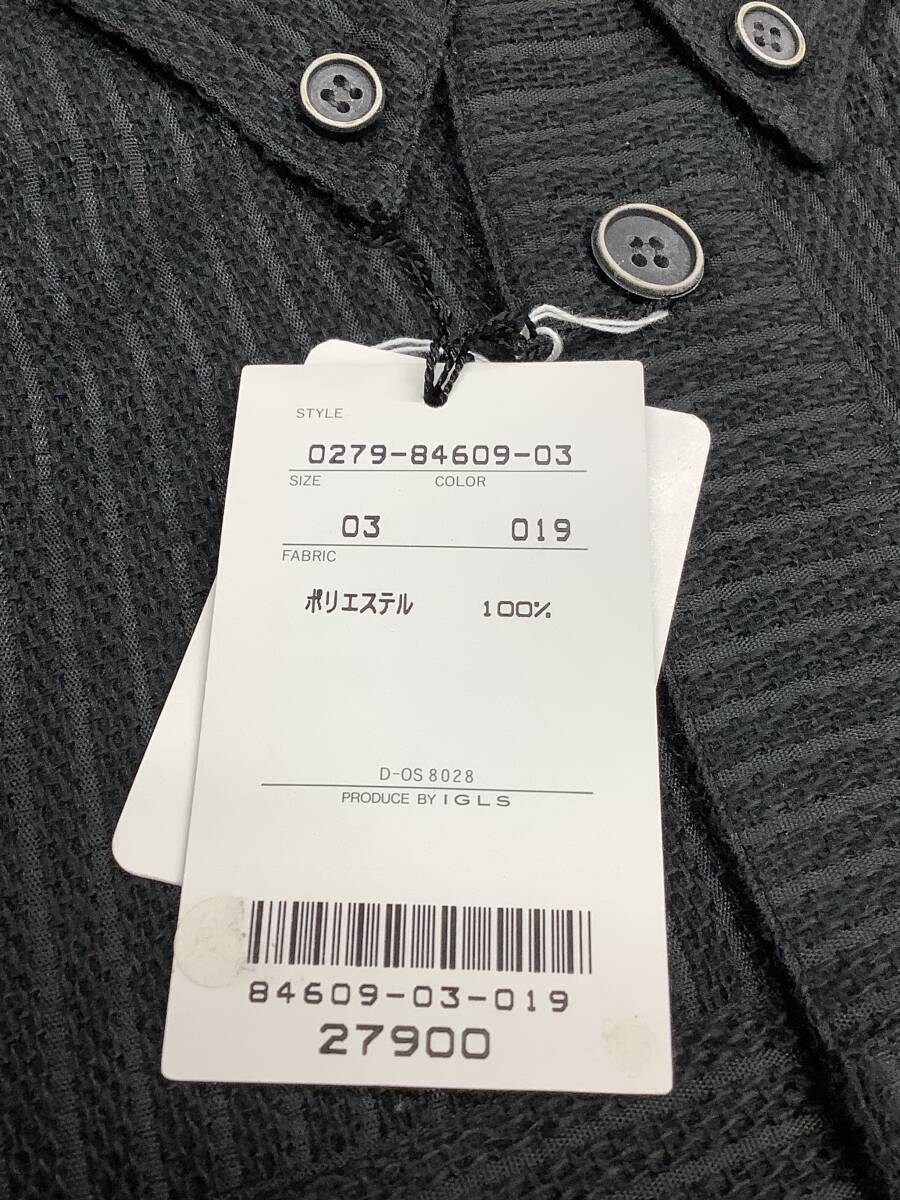 STYLE
0279-84609-03
SIZE COLOR
03 019
FABRIC
ポリエステル 100%
D-OS 8028
PRODUCE BY IGLS
84609-03-019
27900